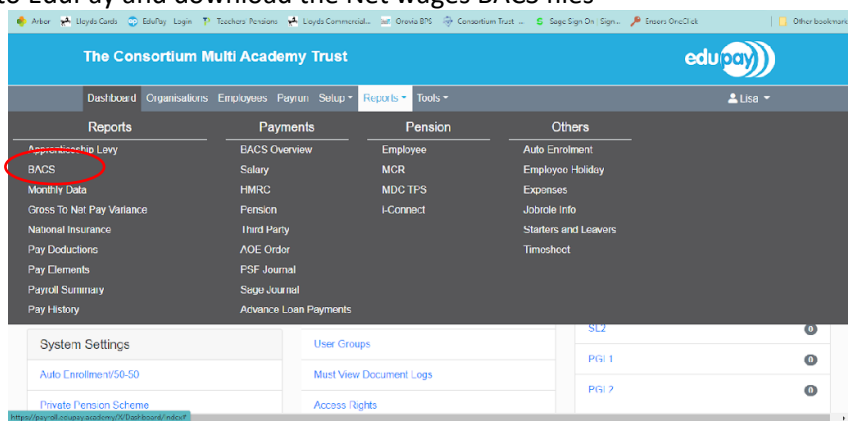 to EduPay and download the Net wages BACS files
Arbor Lloyds Cards EduPay Login Teachers Pensions Lloyds Commercial... Orovia BPS Consortium Trust ... Sage Sign On Sign... Ensors OneClick Other bookmark
The Consortium Multi Academy Trust edupay
Dashboard Organisations Employees Payrun Setup Reports Tools Lisa
Reports Payments Pension Others
Apprenticeship Levy BACS Overview Employee Auto Enrolment
BACS Salary MCR Employee Holiday
Monthly Data HMRC MDC TPS Expenses
Gross To Net Pay Variance Pension i-Connect Jobrole Info
National Insurance Third Party Starters and Leavers
Pay Deductions AOE Order Timesheet
Pay Elements PSF Journal
Payroll Summary Sage Journal
Pay History Advance Loan Payments
SL2 0
System Settings User Groups
PGL1 0
Auto Enrollment/50-50 Must View Document Logs
PGL2 0
Private Pension Scheme Access Rights